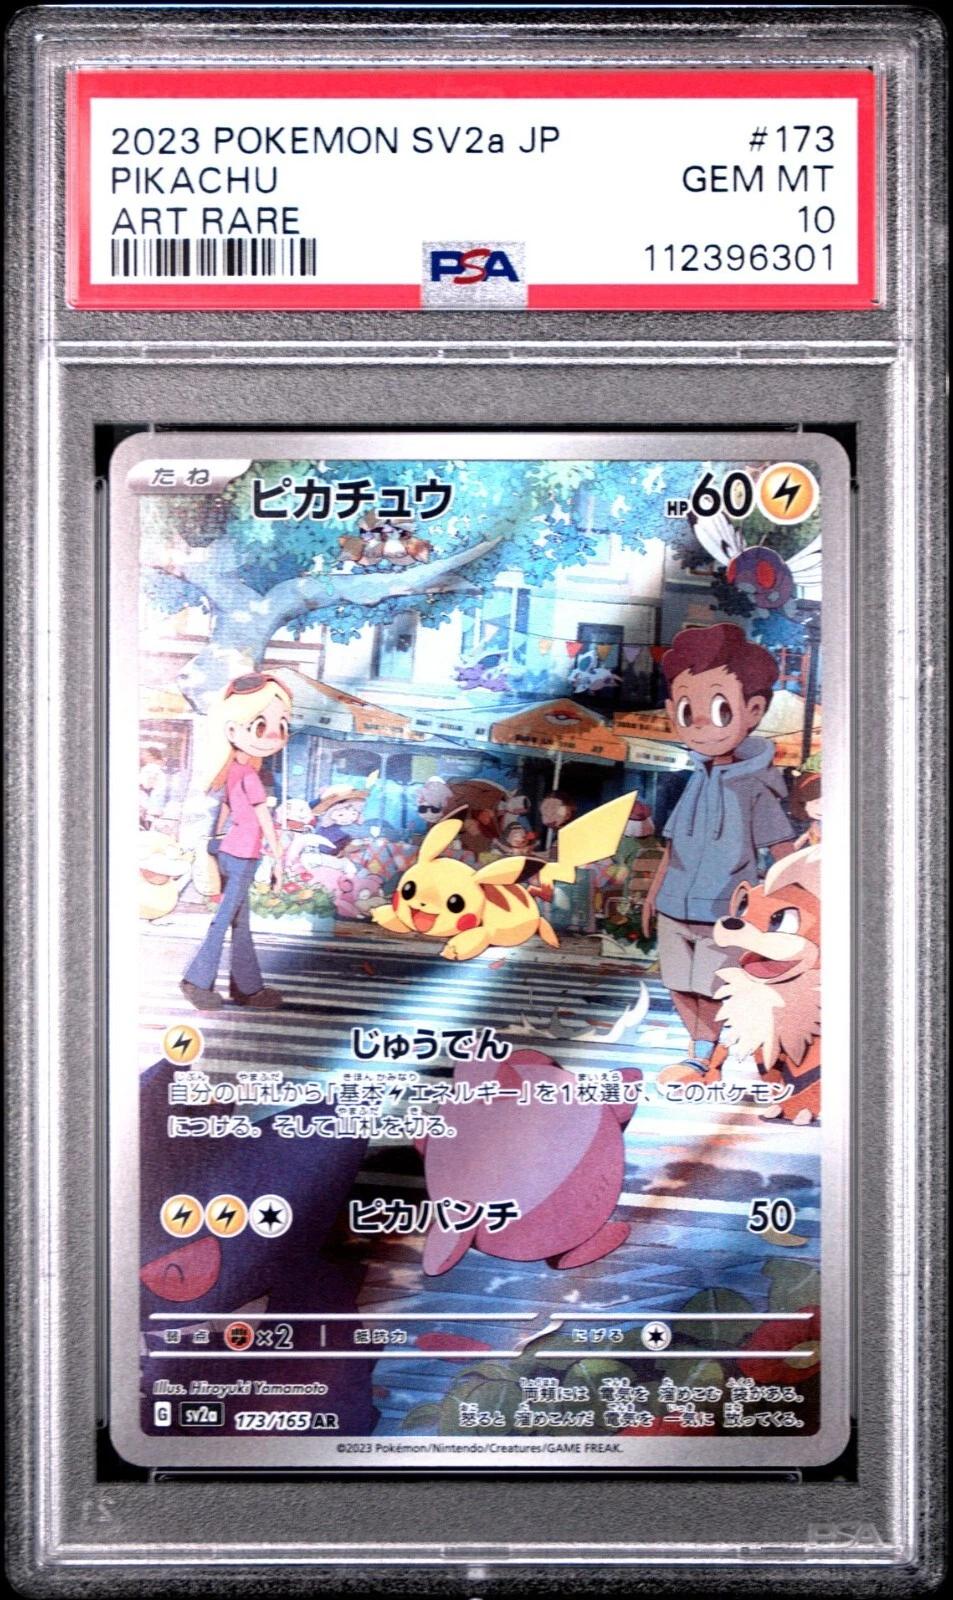 2023 POKEMON SV2a JP #173
PIKACHU GEM MT
ART RARE 10
PSA 112396301
たね ピカチュウ HP60
じゅうでん
自分の山札から「基本エネルギー」を1枚選び、このポケモン
につける。そして山札を切る。
ピカパンチ 50
弱点 ×2 抵抗力 にげる
Illus. Hiroyuki Yamamoto
両頬には 電気を 溜めこむ 袋がある。
G sv2a 173/165 AR 怒ると 溜めこんだ 電気を 一気に 放ってくる。
©2023 Pokémon/Nintendo/Creatures/GAME FREAK.
PSA